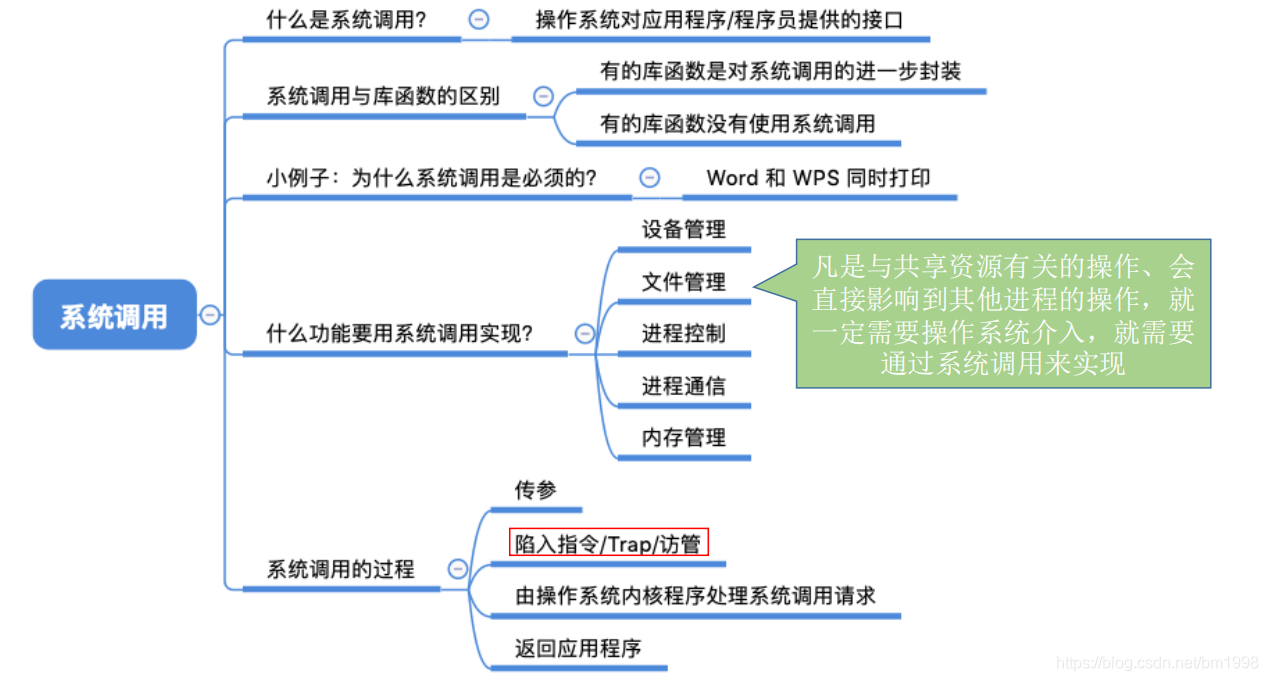 系统调用
什么是系统调用?
操作系统对应用程序/程序员提供的接口
系统调用与库函数的区别
有的库函数是对系统调用的进一步封装
有的库函数没有使用系统调用
小例子：为什么系统调用是必须的?
Word 和 WPS 同时打印
什么功能要用系统调用实现?
设备管理
文件管理
进程控制
进程通信
内存管理
凡是与共享资源有关的操作、会
直接影响到其他进程的操作，就
一定需要操作系统介入，就需要
通过系统调用来实现
系统调用的过程
传参
陷入指令/Trap/访管
由操作系统内核程序处理系统调用请求
返回应用程序
https://blog.csdn.net/bm1998